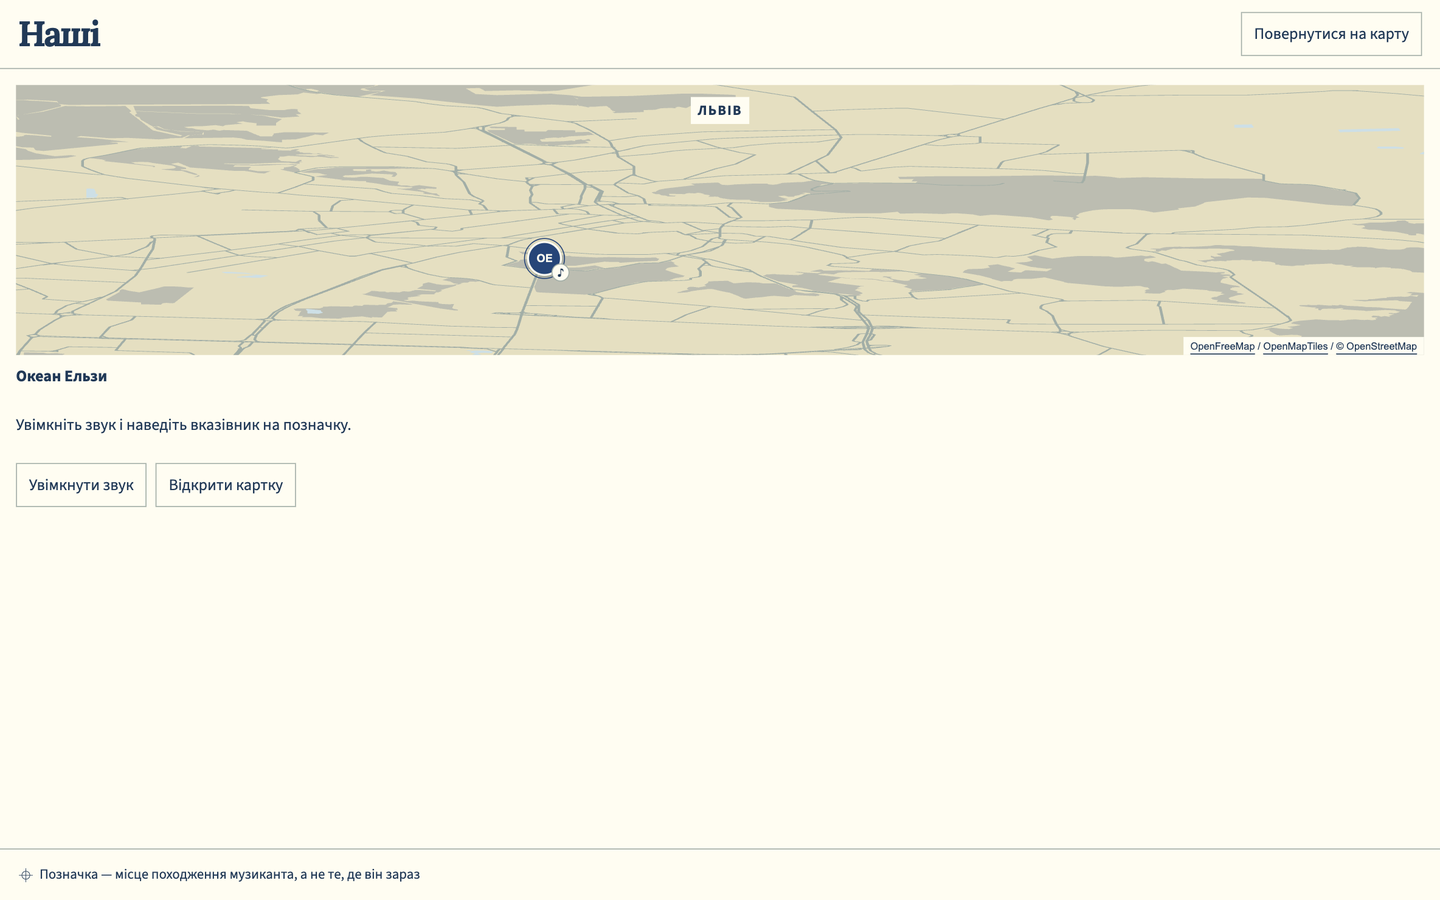 Наші
Повернутися на карту
ЛЬВІВ
ОЕ
OpenFreeMap / OpenMapTiles / © OpenStreetMap
Океан Ельзи
Увімкніть звук і наведіть вказівник на позначку.
Увімкнути звук
Відкрити картку
Позначка — місце походження музиканта, а не те, де він зараз